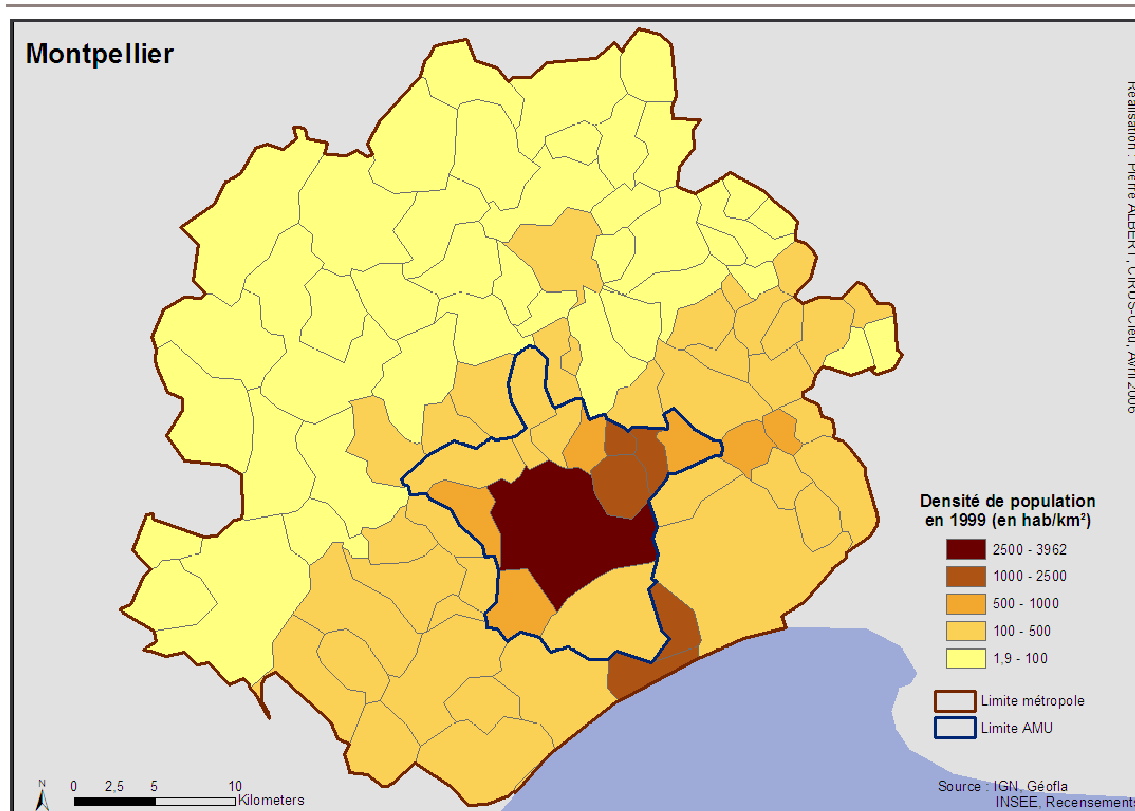 Montpellier
Réalisation : Pierre ALBERT, CIRUS-Cieu, Avril 2006
Densité de population
en 1999 (en hab/km²)
2500 - 3962
1000 - 2500
500 - 1000
100 - 500
1,9 - 100
Limite métropole
Limite AMU
N
0 2,5 5 10
Kilometers
Source : IGN, Géofla
INSEE, Recensements